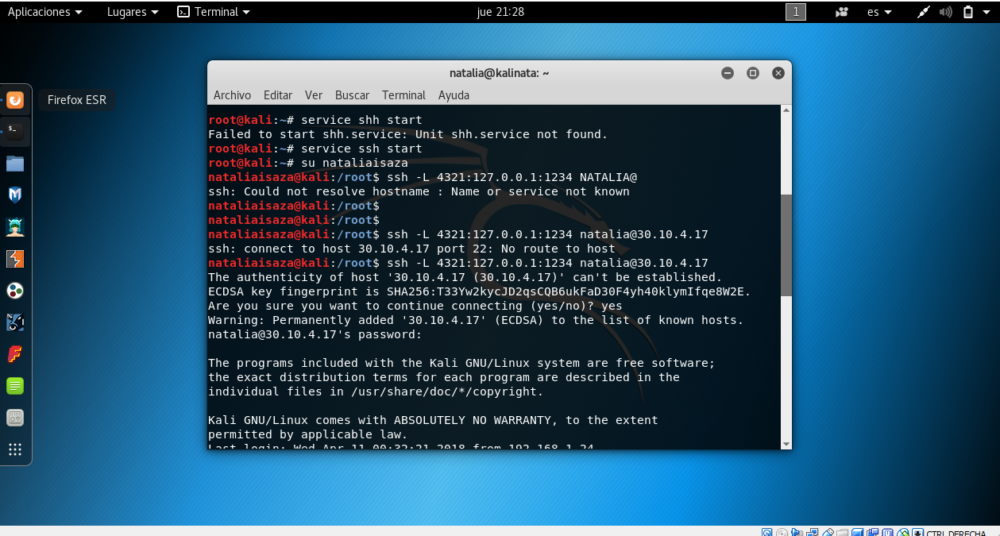 Aplicaciones Lugares Terminal jue 21:28 1 es
natalia@kalinata: ~
Archivo Editar Ver Buscar Terminal Ayuda
Firefox ESR
root@kali:~# service shh start
Failed to start shh.service: Unit shh.service not found.
root@kali:~# service ssh start
root@kali:~# su nataliaisaza
nataliaisaza@kali:/root$ ssh -L 4321:127.0.0.1:1234 NATALIA@
ssh: Could not resolve hostname : Name or service not known
nataliaisaza@kali:/root$
nataliaisaza@kali:/root$
nataliaisaza@kali:/root$ ssh -L 4321:127.0.0.1:1234 natalia@30.10.4.17
ssh: connect to host 30.10.4.17 port 22: No route to host
nataliaisaza@kali:/root$ ssh -L 4321:127.0.0.1:1234 natalia@30.10.4.17
The authenticity of host '30.10.4.17 (30.10.4.17)' can't be established.
ECDSA key fingerprint is SHA256:T33Yw2kycJD2qsCQB6ukFaD30F4yh40klymIfqe8W2E.
Are you sure you want to continue connecting (yes/no)? yes
Warning: Permanently added '30.10.4.17' (ECDSA) to the list of known hosts.
natalia@30.10.4.17's password:
The programs included with the Kali GNU/Linux system are free software;
the exact distribution terms for each program are described in the
individual files in /usr/share/doc/*/copyright.
Kali GNU/Linux comes with ABSOLUTELY NO WARRANTY, to the extent
permitted by applicable law.
Last login: Wed Apr 11 00:32:21 2018 from 192.168.1.24
CTRL DERECHA